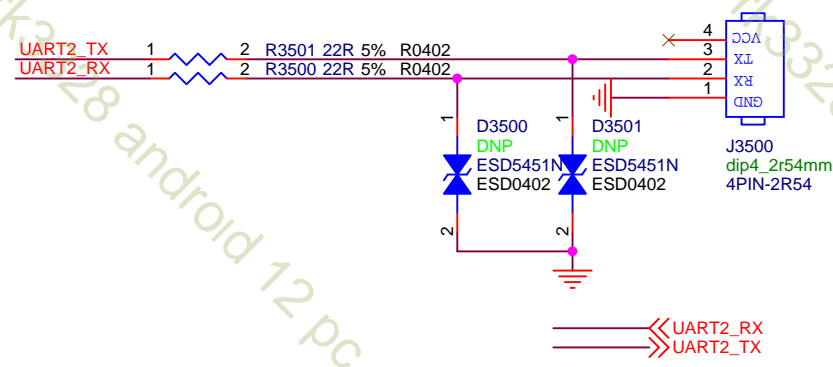 rk3328 android 12 pc
rk3328
UART2_TX 1 2 R3501 22R 5% R0402
UART2_RX 1 2 R3500 22R 5% R0402
4 VCC
3 TX
2 RX
1 GND
J3500
dip4_2r54mm
4PIN-2R54
1 D3500
DNP
ESD5451N
ESD0402
2
1 D3501
DNP
ESD5451N
ESD0402
2
UART2_RX
UART2_TX